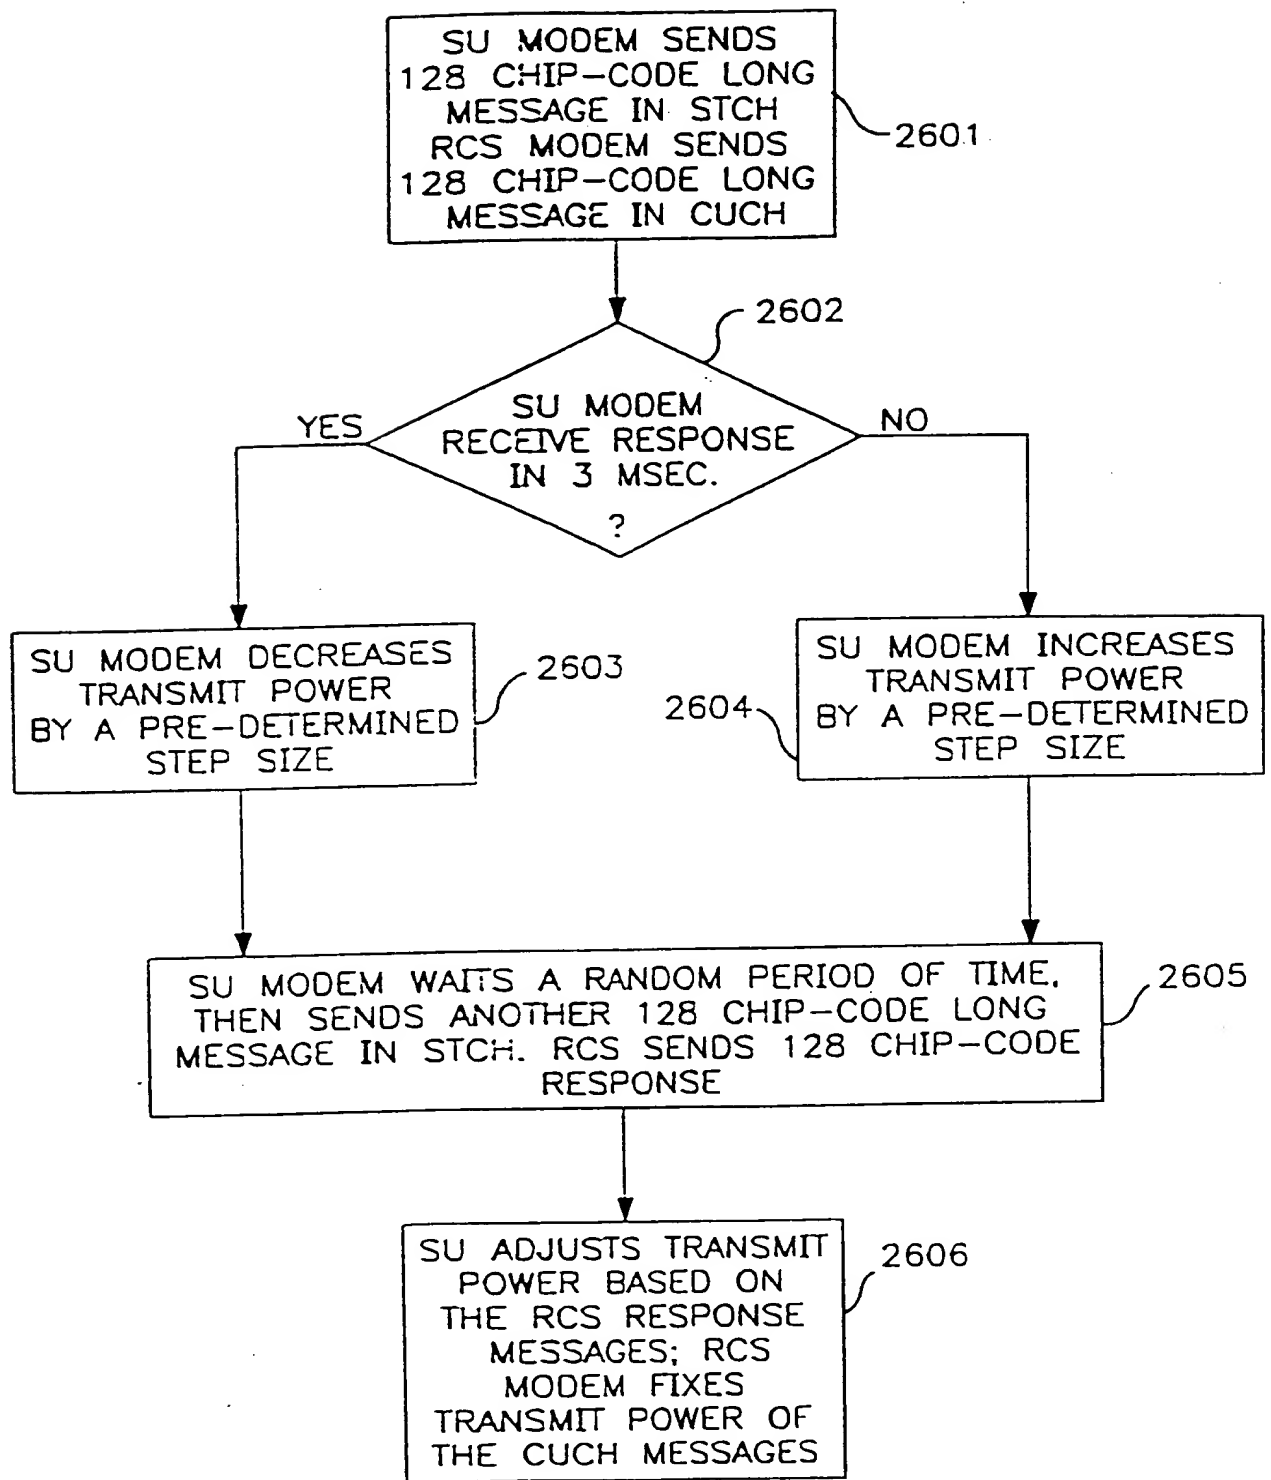 SU MODEM SENDS
128 CHIP-CODE LONG
MESSAGE IN STCH
RCS MODEM SENDS
128 CHIP-CODE LONG
MESSAGE IN CUCH
2601
2602
SU MODEM
RECEIVE RESPONSE
IN 3 MSEC.
?
YES
NO
SU MODEM DECREASES
TRANSMIT POWER
BY A PRE-DETERMINED
STEP SIZE
2603
SU MODEM INCREASES
TRANSMIT POWER
BY A PRE-DETERMINED
STEP SIZE
2604
SU MODEM WAITS A RANDOM PERIOD OF TIME,
THEN SENDS ANOTHER 128 CHIP-CODE LONG
MESSAGE IN STCH. RCS SENDS 128 CHIP-CODE
RESPONSE
2605
SU ADJUSTS TRANSMIT
POWER BASED ON
THE RCS RESPONSE
MESSAGES; RCS
MODEM FIXES
TRANSMIT POWER OF
THE CUCH MESSAGES
2606